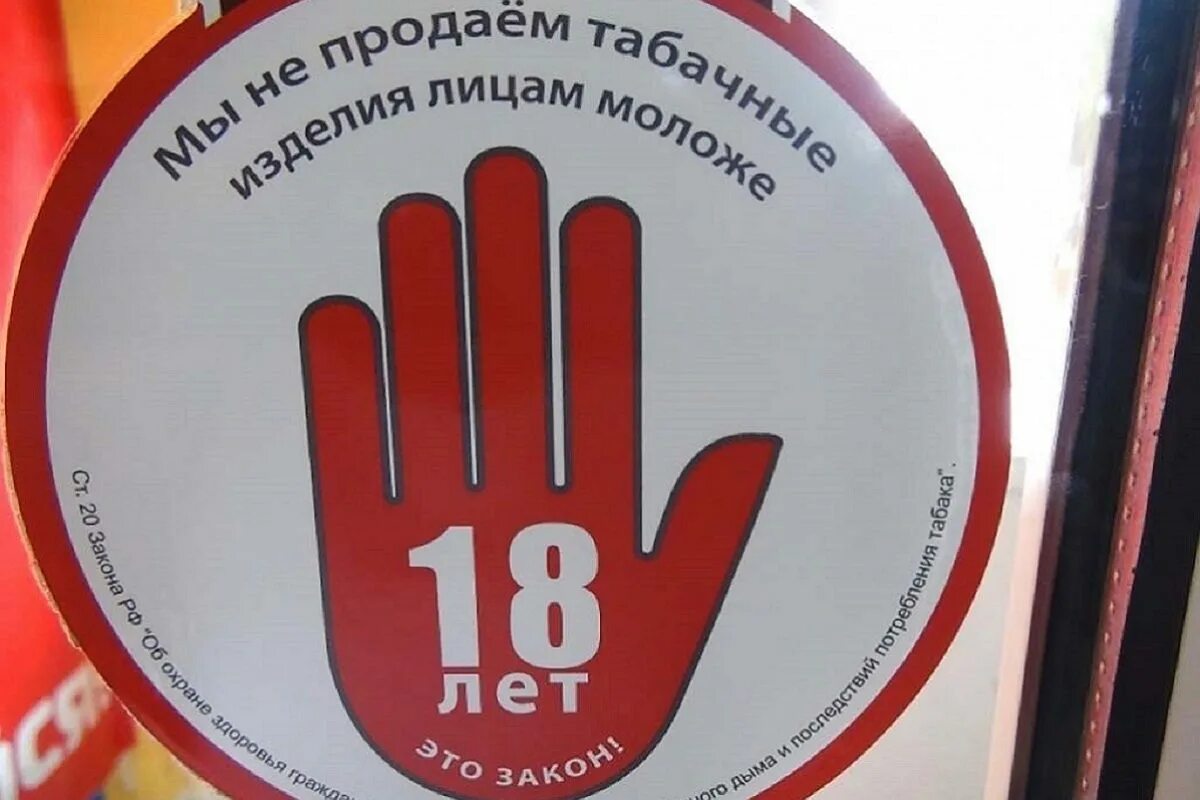 Мы не продаём табачные
изделия лицам моложе
18
лет
это закон!
Ст. 20 Закона РФ "Об охране здоровья дыма и последствий потребления табака".